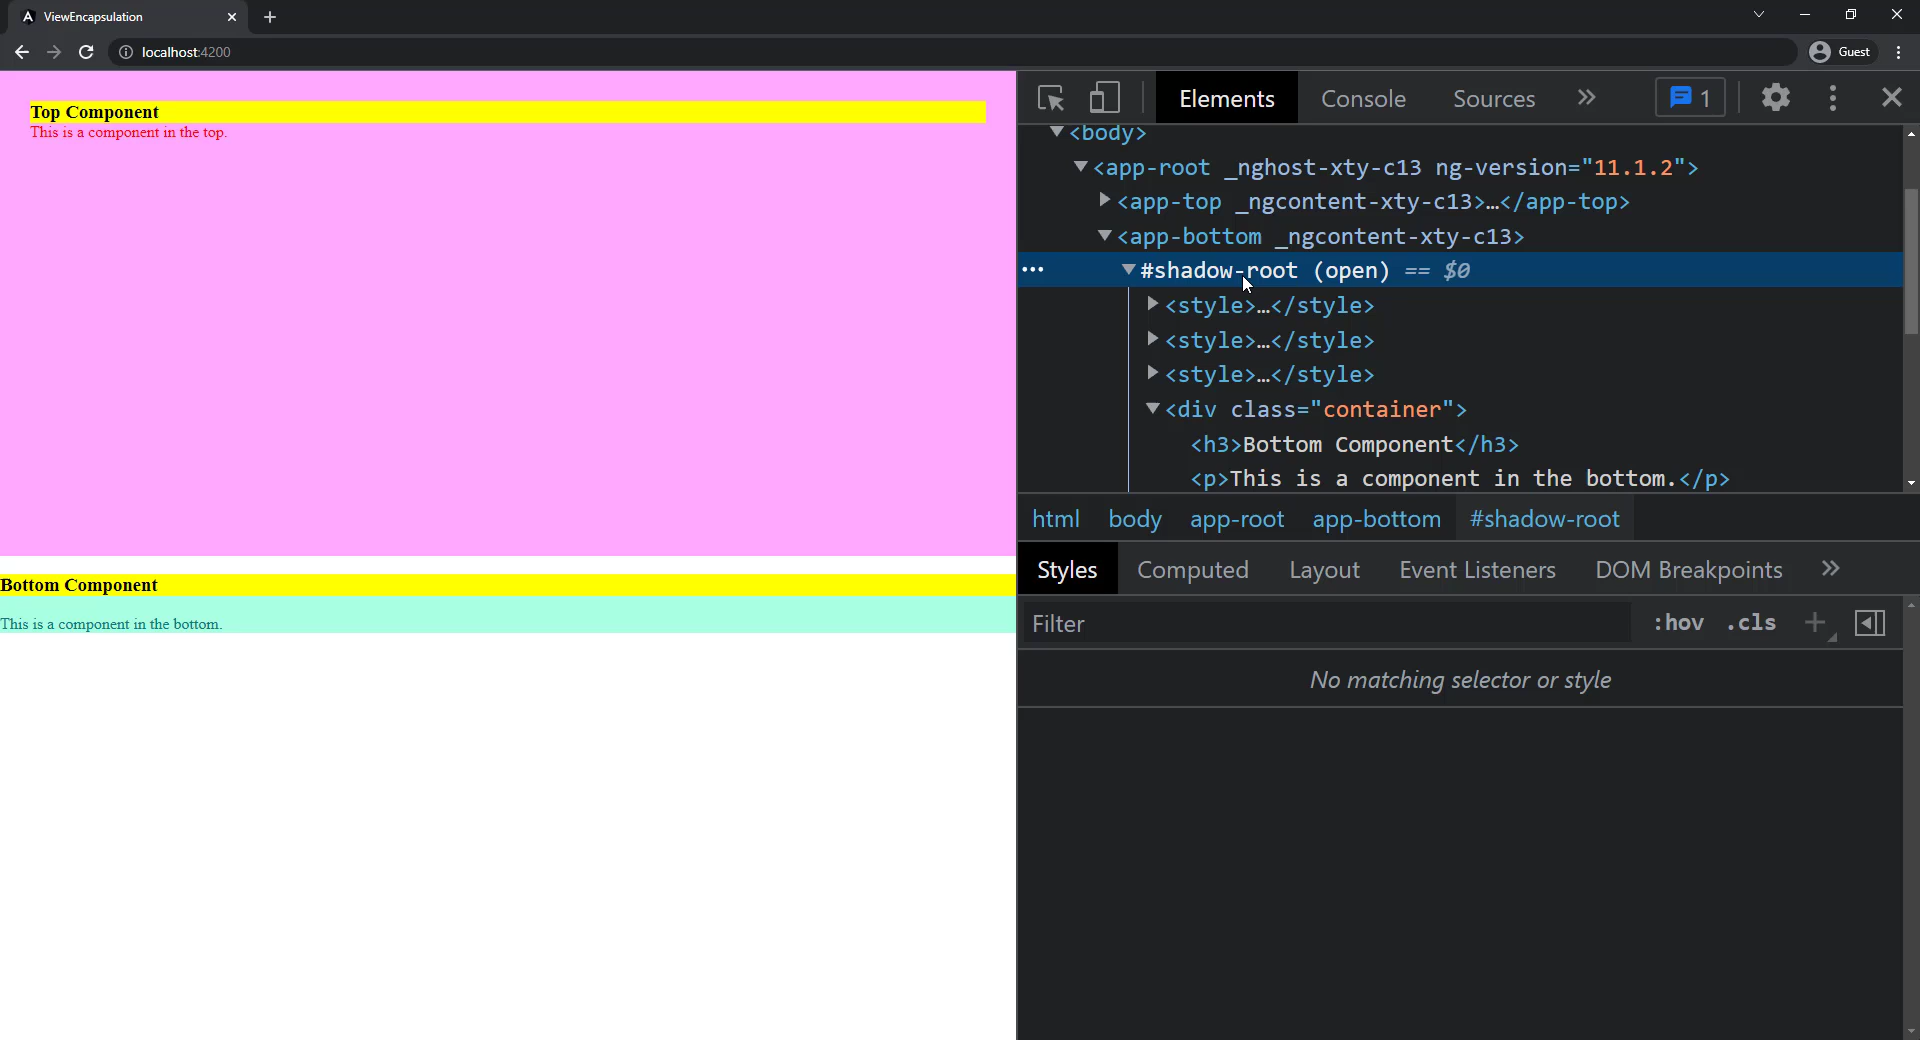 ViewEncapsulation
localhost:4200
Guest
Top Component
This is a component in the top.
Bottom Component
This is a component in the bottom.
Elements Console Sources » 1
<body>
<app-root _nghost-xty-c13 ng-version="11.1.2">
<app-top _ngcontent-xty-c13>…</app-top>
<app-bottom _ngcontent-xty-c13>
#shadow-root (open) == $0
<style>…</style>
<style>…</style>
<style>…</style>
<div class="container">
<h3>Bottom Component</h3>
<p>This is a component in the bottom.</p>
html body app-root app-bottom #shadow-root
Styles Computed Layout Event Listeners DOM Breakpoints »
Filter :hov .cls
No matching selector or style